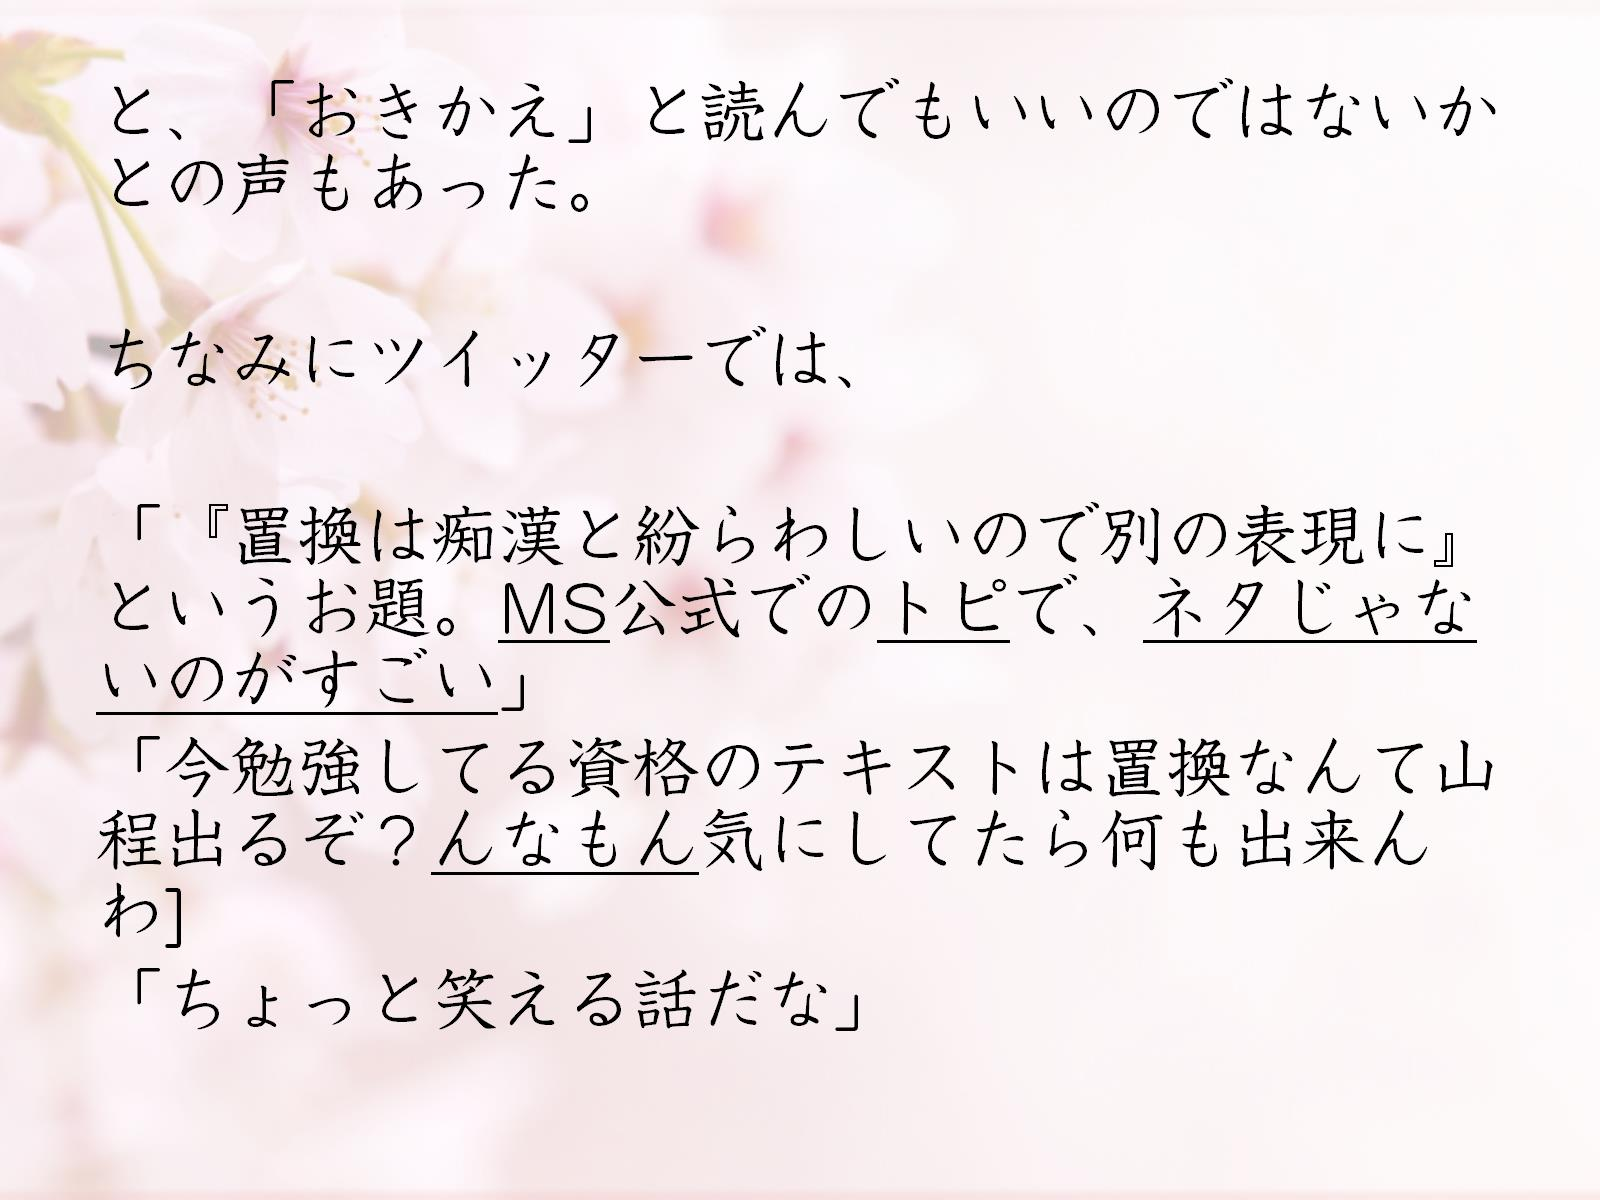 と、「おきかえ」と読んでもいいのではないか
との声もあった。
ちなみにツイッターでは、
「『置換は痴漢と紛らわしいので別の表現に』
というお題。MS公式でのトピで、ネタじゃな
いのがすごい」
「今勉強してる資格のテキストは置換なんて山
程出るぞ？んなもん気にしてたら何も出来ん
わ]
「ちょっと笑える話だな」